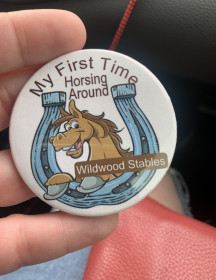 My First Time
Horsing
Around
Wildwood Stables